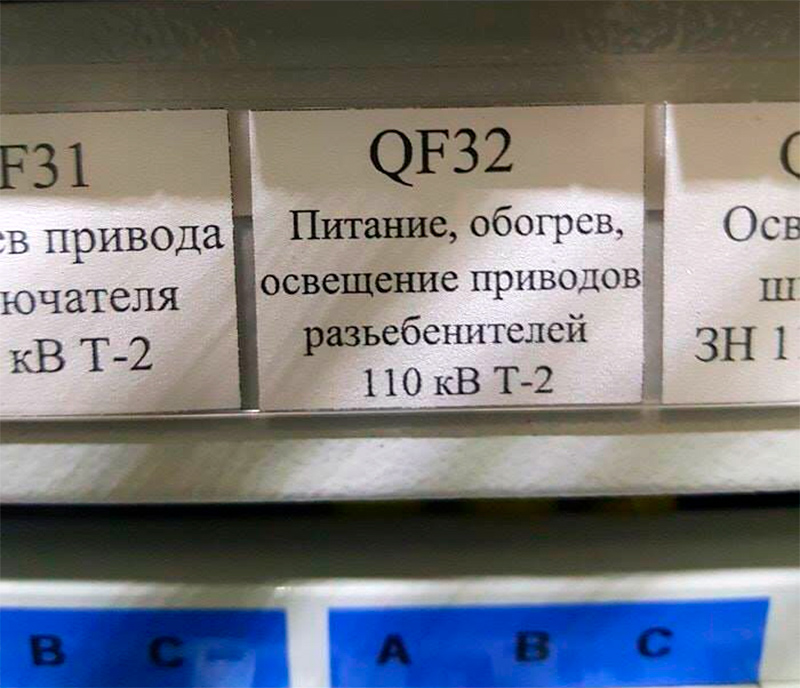 F31
ев привода
ючателя
кВ Т-2
QF32
Питание, обогрев,
освещение приводов
разьебенителей
110 кВ Т-2
Осв
ш
ЗН 1
B C
A B C